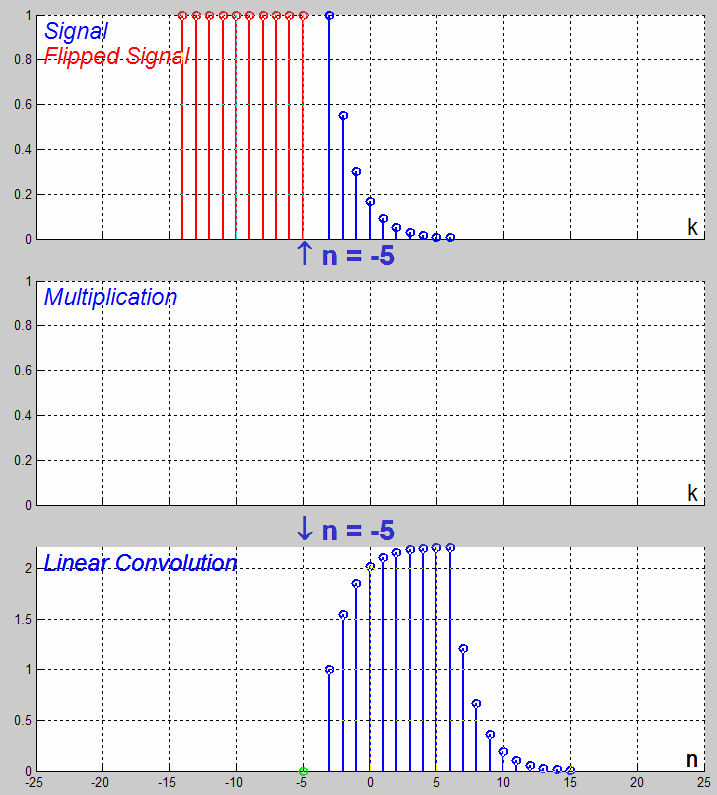 1
Signal
Flipped Signal
0.8
0.6
0.4
0.2
0
k
↑ n = -5
1
Multiplication
0.8
0.6
0.4
0.2
0
k
↓ n = -5
Linear Convolution
2
1.5
1
0.5
0
n
-25 -20 -15 -10 -5 0 5 10 15 20 25